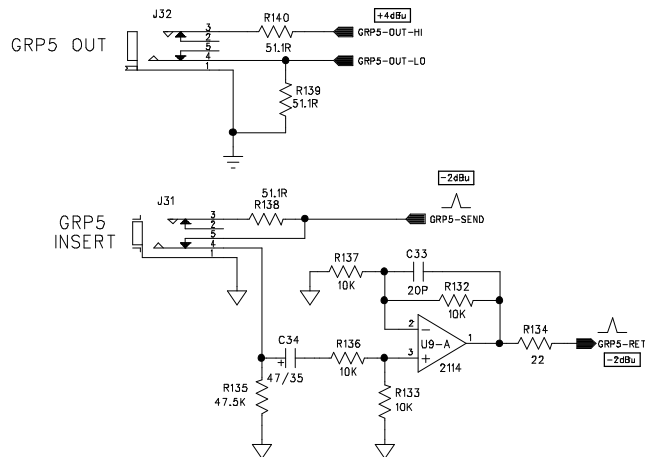 J32
+4dBu
GRP5 OUT
3
2
5
4
1
R140
51.1R
GRP5-OUT-HI
GRP5-OUT-LO
R139
51.1R
-2dBu
J31
51.1R
R138
GRP5
INSERT
3
2
5
4
1
GRP5-SEND
R137
10K
C33
20P
R132
10K
2
1
3
U9-A
2114
R134
22
GRP5-RET
-2dBu
C34
47/35
R136
10K
R135
47.5K
R133
10K